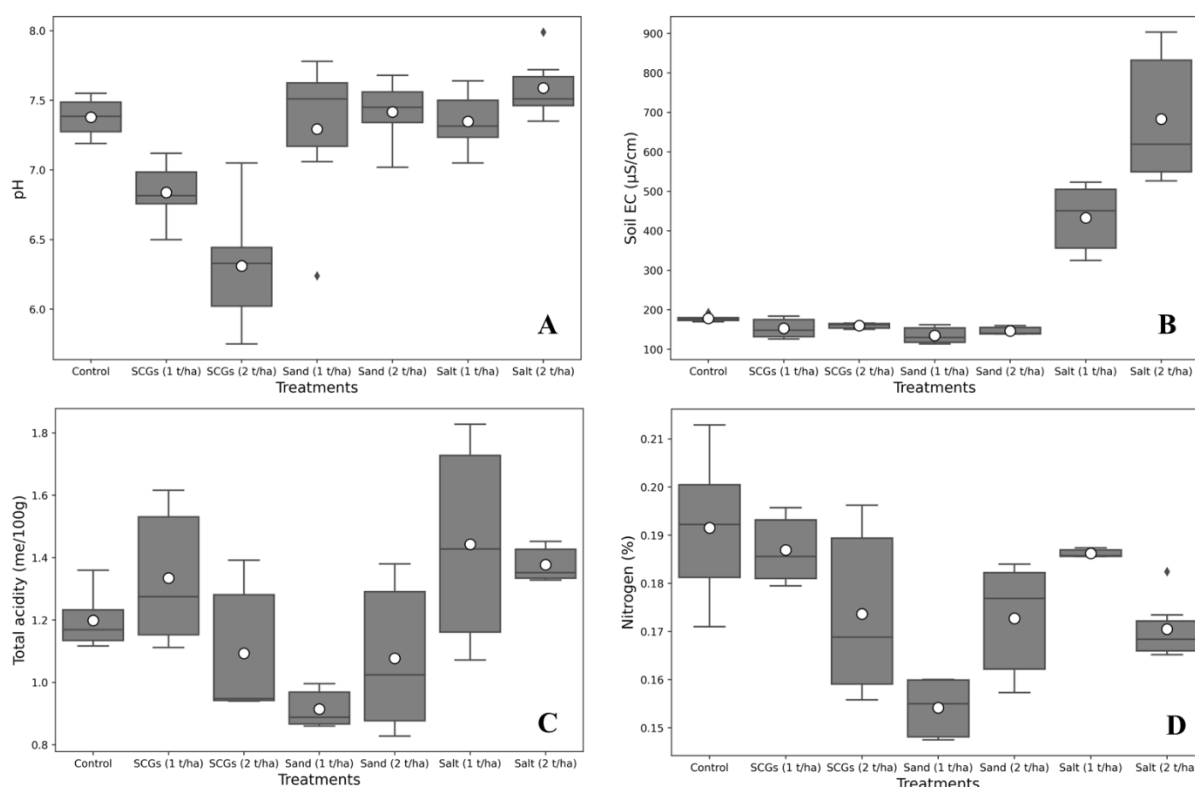 8.0
7.5
7.0
6.5
6.0
pH
A
Control SCGs (1 t/ha) SCGs (2 t/ha) Sand (1 t/ha) Sand (2 t/ha) Salt (1 t/ha) Salt (2 t/ha)
Treatments
900
800
700
600
500
400
300
200
100
Soil EC (µS/cm)
B
Control SCGs (1 t/ha) SCGs (2 t/ha) Sand (1 t/ha) Sand (2 t/ha) Salt (1 t/ha) Salt (2 t/ha)
Treatments
1.8
1.6
1.4
1.2
1.0
0.8
Total acidity (me/100g)
C
Control SCGs (1 t/ha) SCGs (2 t/ha) Sand (1 t/ha) Sand (2 t/ha) Salt (1 t/ha) Salt (2 t/ha)
Treatments
0.21
0.20
0.19
0.18
0.17
0.16
0.15
Nitrogen (%)
D
Control SCGs (1 t/ha) SCGs (2 t/ha) Sand (1 t/ha) Sand (2 t/ha) Salt (1 t/ha) Salt (2 t/ha)
Treatments